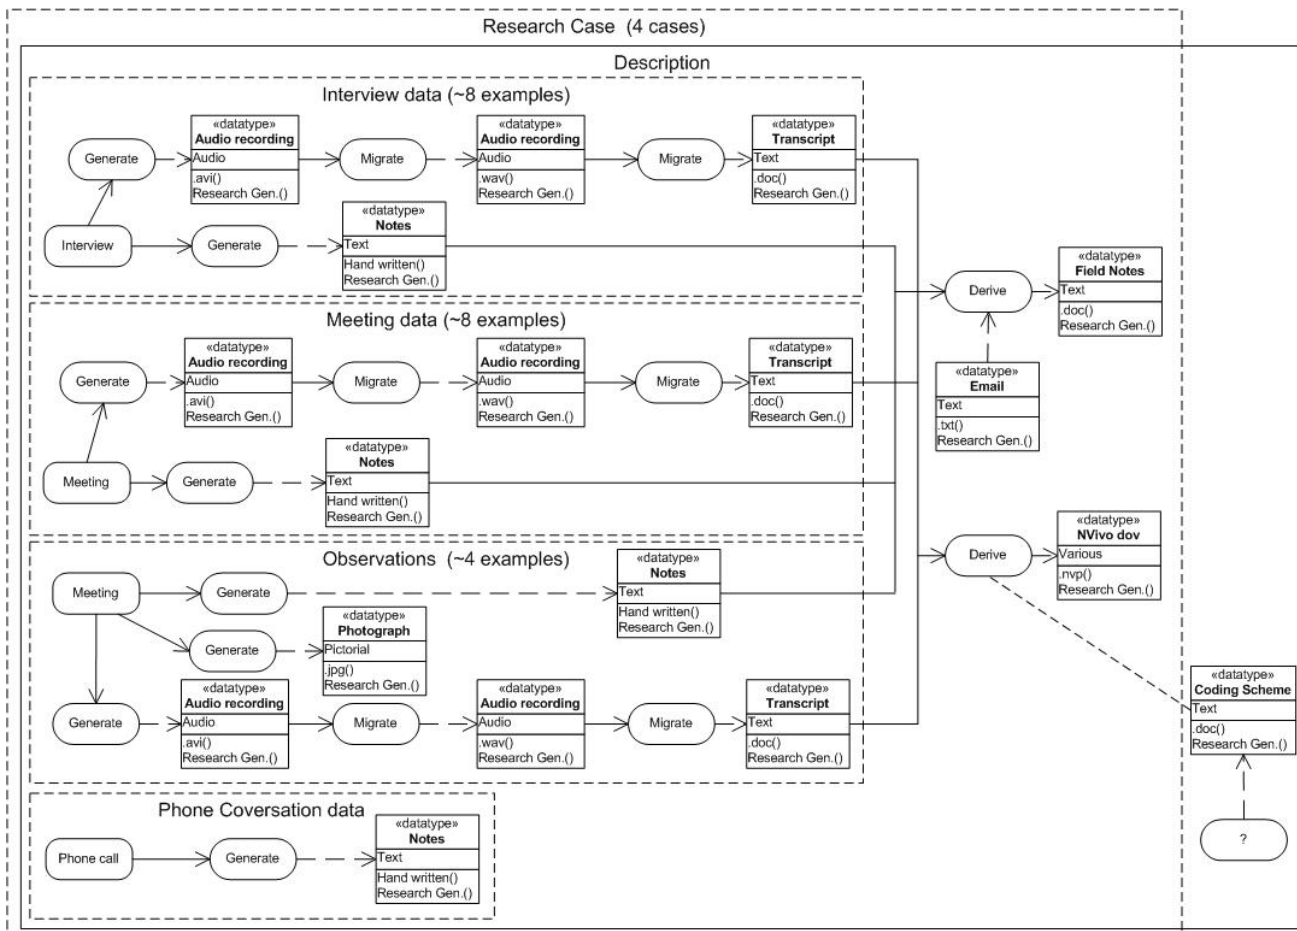 Research Case (4 cases)
Description
Interview data (~8 examples)
Generate
«datatype»
Audio recording
Audio
.avi()
Research Gen.()
Migrate
«datatype»
Audio recording
Audio
.wav()
Research Gen.()
Migrate
«datatype»
Transcript
Text
.doc()
Research Gen.()
Interview
Generate
«datatype»
Notes
Text
Hand written()
Research Gen.()
Meeting data (~8 examples)
Generate
«datatype»
Audio recording
Audio
.avi()
Research Gen.()
Migrate
«datatype»
Audio recording
Audio
.wav()
Research Gen.()
Migrate
«datatype»
Transcript
Text
.doc()
Research Gen.()
Meeting
Generate
«datatype»
Notes
Text
Hand written()
Research Gen.()
Observations (~4 examples)
Meeting
Generate
«datatype»
Notes
Text
Hand written()
Research Gen.()
Generate
«datatype»
Photograph
Pictorial
.jpg()
Research Gen.()
Generate
«datatype»
Audio recording
Audio
.avi()
Research Gen.()
Migrate
«datatype»
Audio recording
Audio
.wav()
Research Gen.()
Migrate
«datatype»
Transcript
Text
.doc()
Research Gen.()
Phone Coversation data
Phone call
Generate
«datatype»
Notes
Text
Hand written()
Research Gen.()
Derive
«datatype»
Field Notes
Text
.doc()
Research Gen.()
«datatype»
Email
Text
.txt()
Research Gen.()
Derive
«datatype»
NVivo dov
Various
.nvp()
Research Gen.()
«datatype»
Coding Scheme
Text
.doc()
Research Gen.()
?